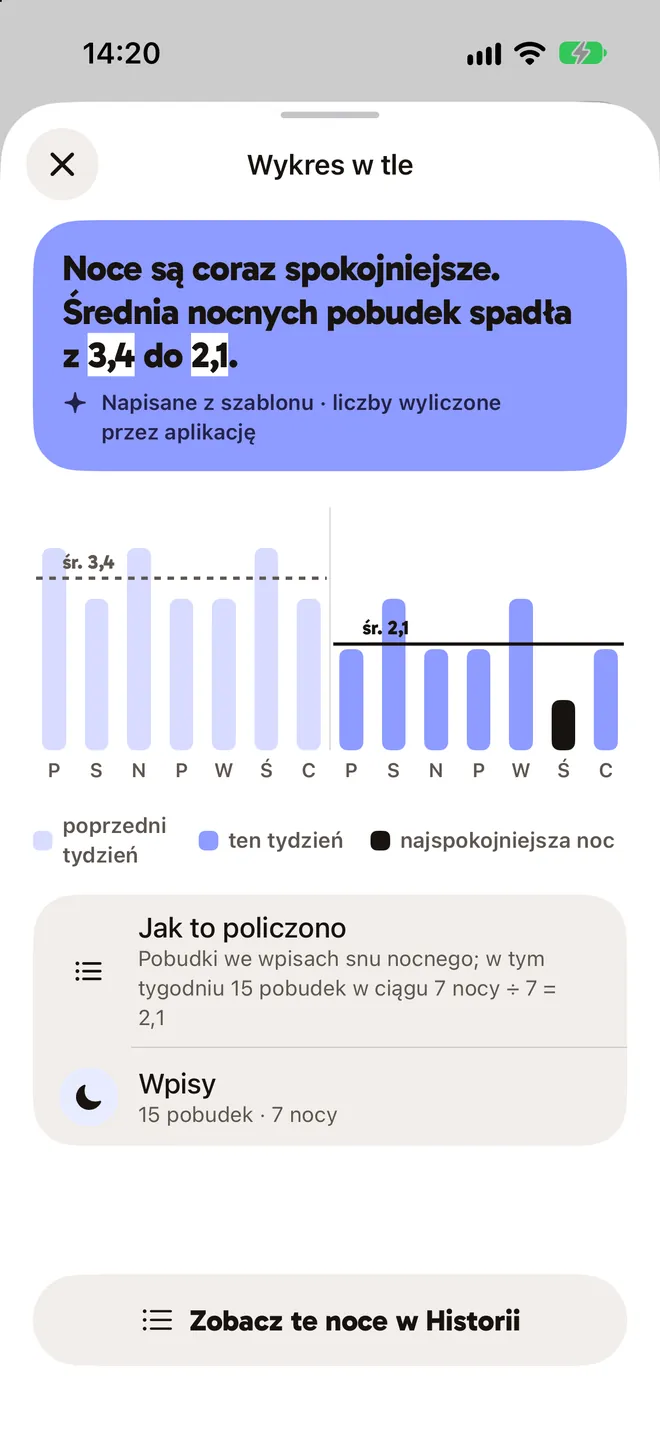 14:20
Wykres w tle
Noce są coraz spokojniejsze.
Średnia nocnych pobudek spadła
z 3,4 do 2,1.
Napisane z szablonu · liczby wyliczone
przez aplikację
śr. 3,4
śr. 2,1
P S N P W Ś C P S N P W Ś C
poprzedni
tydzień
ten tydzień
najspokojniejsza noc
Jak to policzono
Pobudki we wpisach snu nocnego; w tym
tygodniu 15 pobudek w ciągu 7 nocy ÷ 7 =
2,1
Wpisy
15 pobudek · 7 nocy
Zobacz te noce w Historii